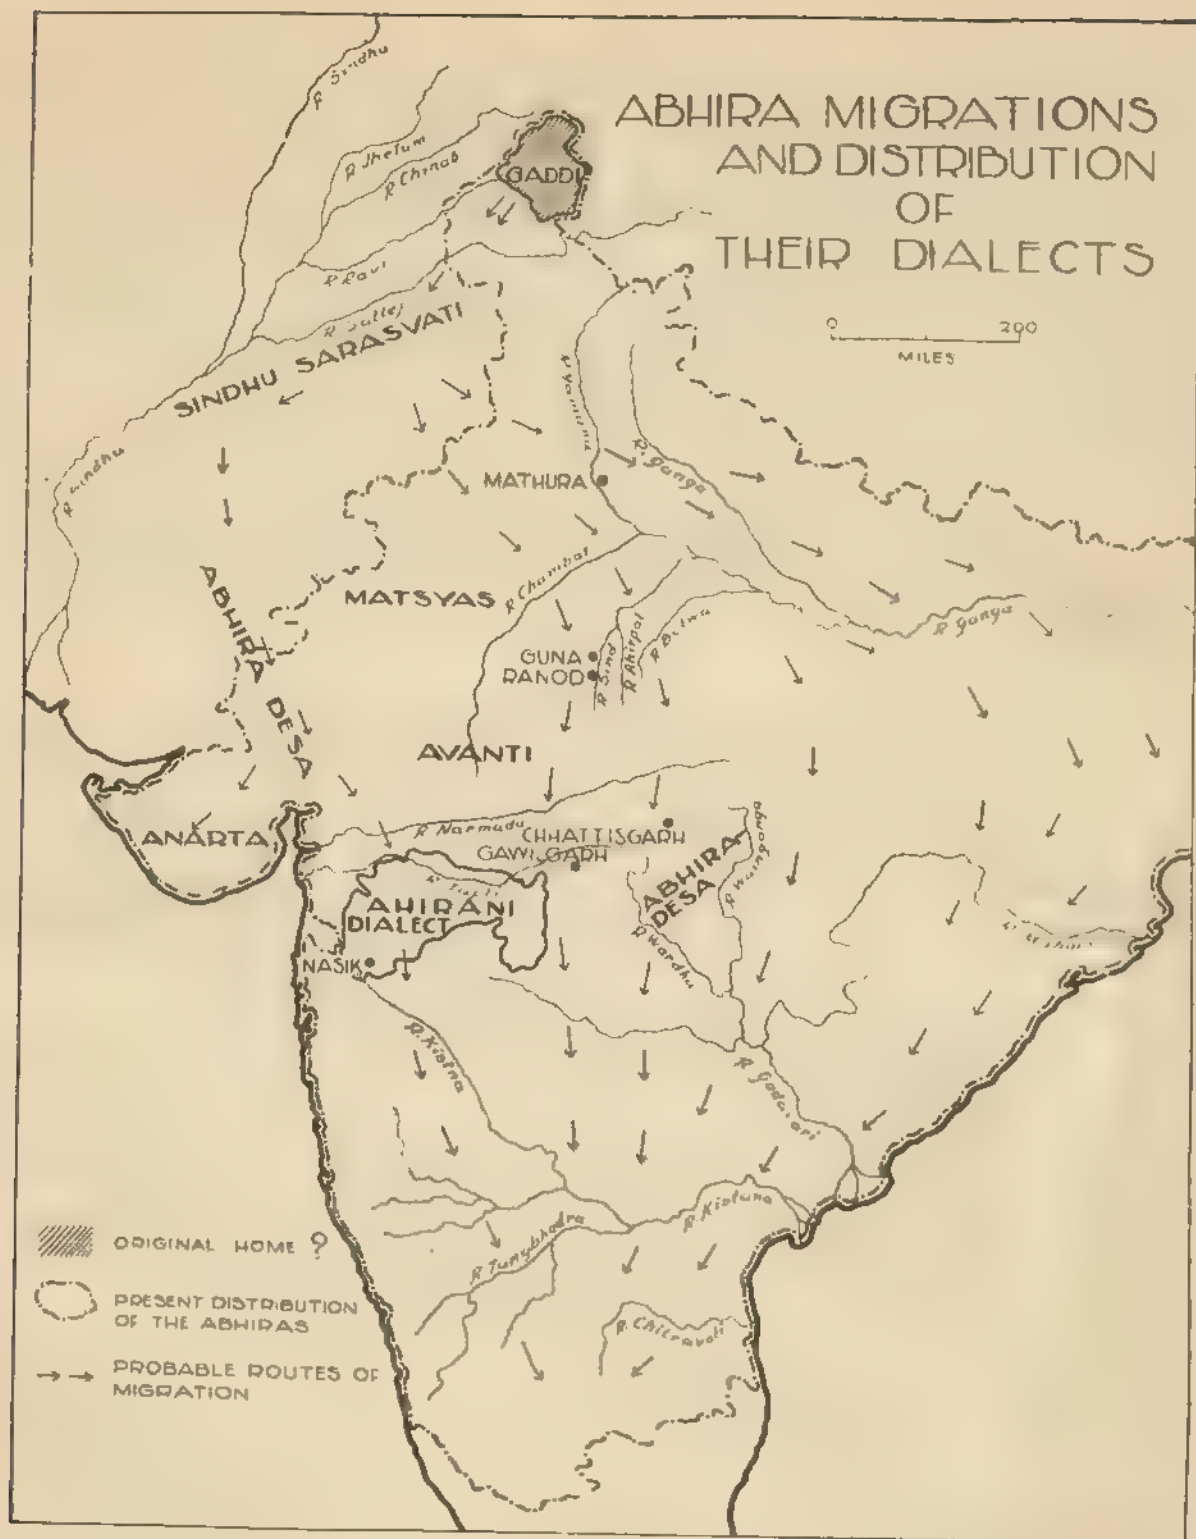 ABHIRA MIGRATIONS
AND DISTRIBUTION
OF
THEIR DIALECTS
0 200
MILES
R Sindhu
R Jhelum
R Chinab
GADDI
R Ravi
R Sutlej
SINDHU SARASVATI
R Sindhu
R Yamuna
R. Ganga
MATHURA
R Chambal
MATSYAS
ABHIRA
DESA
GUNA
RANOD
R Sind
R Ahirpat
R Betwa
R Ganga
AVANTI
ANARTA
R Narmada
CHHATTISGARH
GAWILGARH
ABHIRA
DESA
R Wainganga
R Wardha
AHIRANI
DIALECT
NASIK
R. Kistna
R Godavari
R. Kistuna
R Tungbhadra
R. Chitravati
ORIGINAL HOME ?
PRESENT DISTRIBUTION
OF THE ABHIRAS
PROBABLE ROUTES OF
MIGRATION